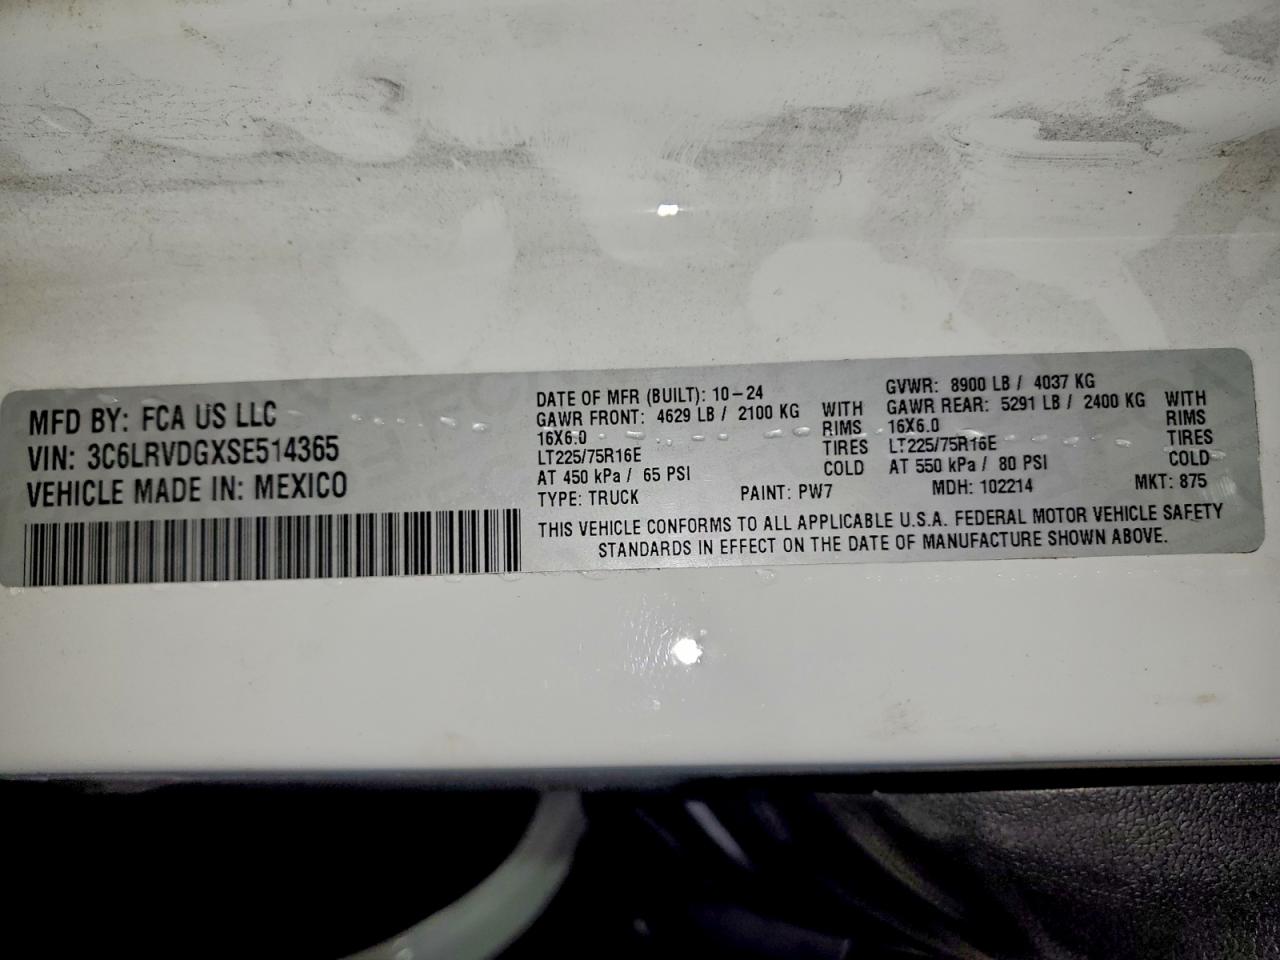 MFD BY: FCA US LLC
VIN: 3C6LRVDGXSE514365
VEHICLE MADE IN: MEXICO
DATE OF MFR (BUILT): 10-24
GAWR FRONT: 4629 LB / 2100 KG WITH
16X6.0 RIMS
LT225/75R16E TIRES
AT 450 kPa / 65 PSI COLD
TYPE: TRUCK PAINT: PW7
GVWR: 8900 LB / 4037 KG
GAWR REAR: 5291 LB / 2400 KG WITH
16X6.0 RIMS
LT225/75R16E TIRES
AT 550 kPa / 80 PSI COLD
MDH: 102214 MKT: 875
THIS VEHICLE CONFORMS TO ALL APPLICABLE U.S.A. FEDERAL MOTOR VEHICLE SAFETY
STANDARDS IN EFFECT ON THE DATE OF MANUFACTURE SHOWN ABOVE.